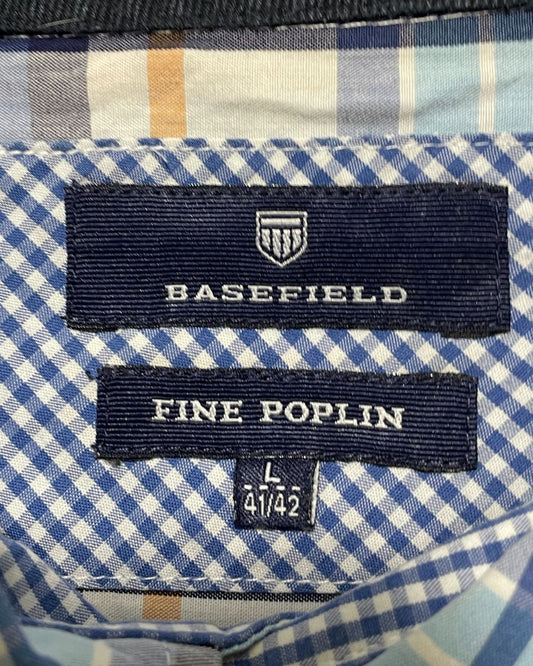 BASEFIELD
FINE POPLIN
L
41/42